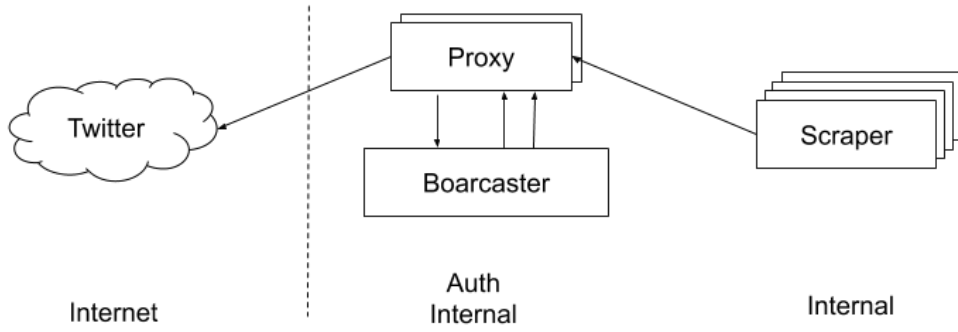 Proxy
Twitter
Scraper
Boarcaster
Auth
Internal
Internet
Internal